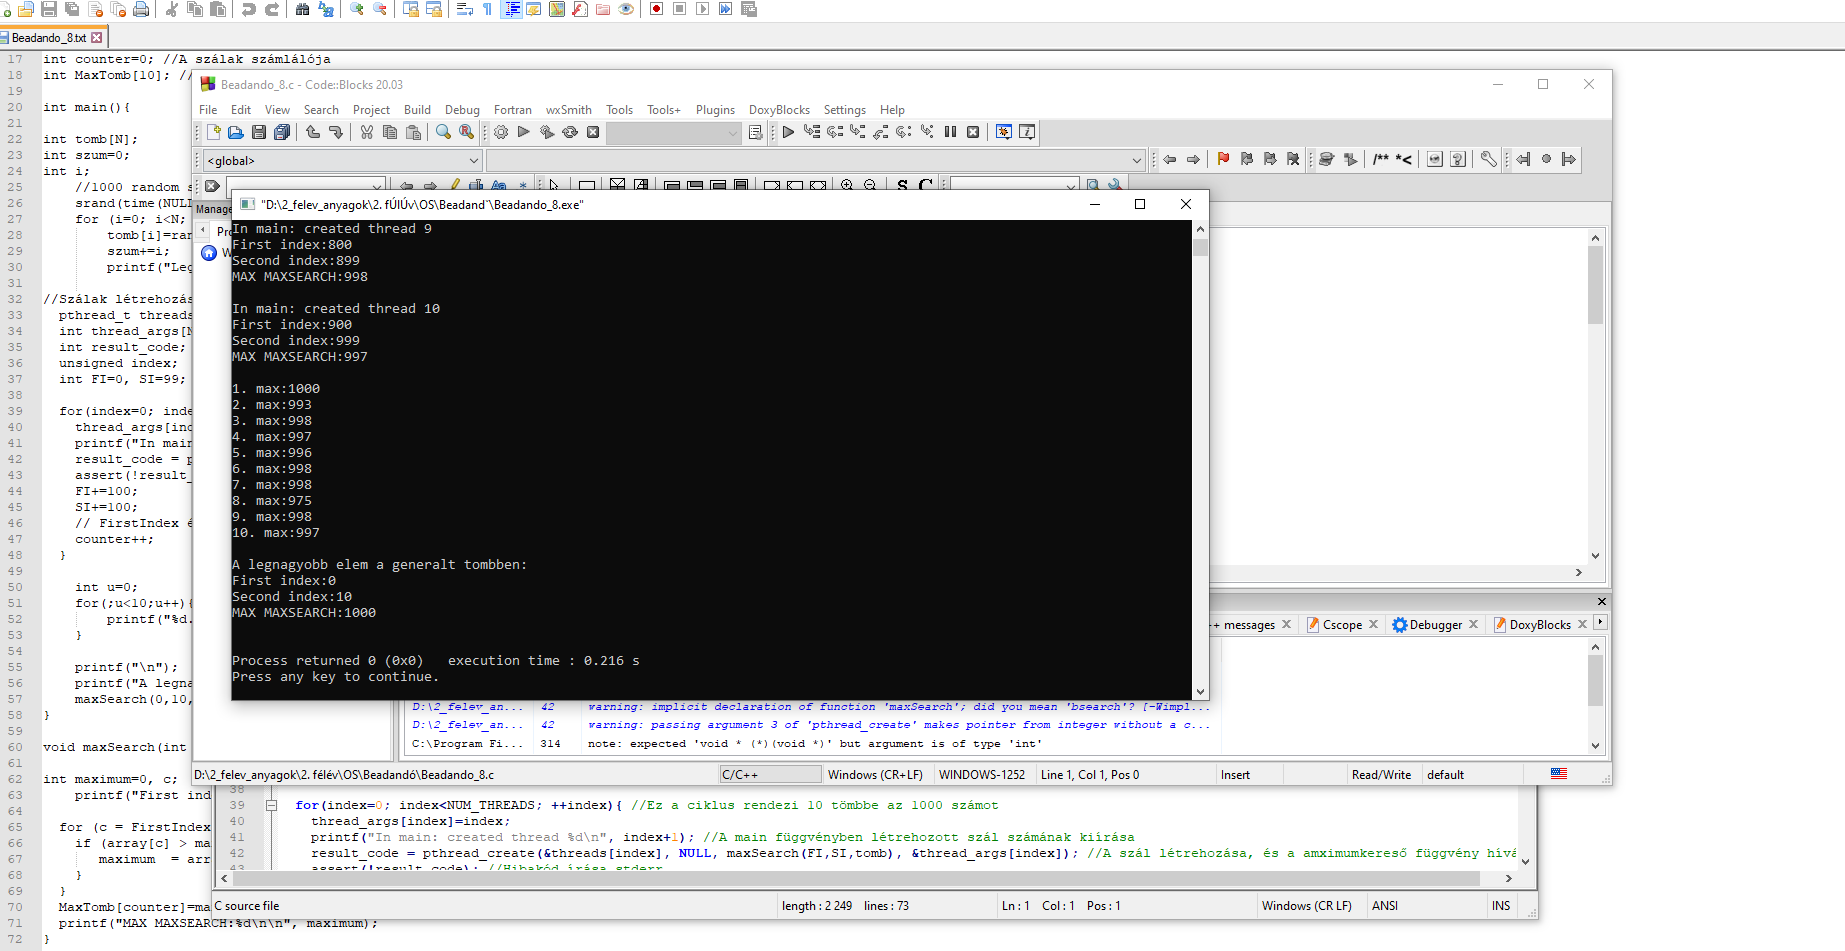 Beadando_8.txt
17 int counter=0; //A szálak számlálója
18 int MaxTomb[10]; //
19
20 int main(){
21
22 int tomb[N];
23 int szum=0;
24 int i;
25 //1000 random s
26 srand(time(NUL
27 for (i=0; i<N;
28 tomb[i]=ran
29 szum+=i;
30 printf("Leg
31
32 //Szálak létrehozás
33 pthread_t threads
34 int thread_args[N
35 int result_code;
36 unsigned index;
37 int FI=0, SI=99;
38
39 for(index=0; inde
40 thread_args[ind
41 printf("In main
42 result_code = p
43 assert(!result_
44 FI+=100;
45 SI+=100;
46 // FirstIndex é
47 counter++;
48 }
49
50 int u=0;
51 for(;u<10;u++){
52 printf("%d.
53 }
54
55 printf("\n");
56 printf("A legna
57 maxSearch(0,10,
58 }
59
60 void maxSearch(int
61
62 int maximum=0, c;
63 printf("First ind
64
65 for (c = FirstIndex
66 if (array[c] > ma
67 maximum = arr
68 }
69 }
70 MaxTomb[counter]=ma
71 printf("MAX MAXSEARCH:%d\n\n", maximum);
72 }
Beadando_8.c - Code::Blocks 20.03
File Edit View Search Project Build Debug Fortran wxSmith Tools Tools+ Plugins DoxyBlocks Settings Help
<global>
/** *<
S C
Manage
Pro
W
"D:\2_felev_anyagok\2. fÚlÚv\OS\Beadand¨\Beadando_8.exe"
In main: created thread 9
First index:800
Second index:899
MAX MAXSEARCH:998
In main: created thread 10
First index:900
Second index:999
MAX MAXSEARCH:997
1. max:1000
2. max:993
3. max:998
4. max:997
5. max:996
6. max:998
7. max:998
8. max:975
9. max:998
10. max:997
A legnagyobb elem a generalt tombben:
First index:0
Second index:10
MAX MAXSEARCH:1000
Process returned 0 (0x0) execution time : 0.216 s
Press any key to continue.
++ messages Cscope Debugger DoxyBlocks
D:\2_felev_an... 42 warning: implicit declaration of function 'maxSearch'; did you mean 'bsearch'? [-Wimpl...
D:\2_felev_an... 42 warning: passing argument 3 of 'pthread_create' makes pointer from integer without a c...
C:\Program Fi... 314 note: expected 'void * (*)(void *)' but argument is of type 'int'
D:\2_felev_anyagok\2. félév\OS\Beadandó\Beadando_8.c C/C++ Windows (CR+LF) WINDOWS-1252 Line 1, Col 1, Pos 0 Insert Read/Write default
38
39 for(index=0; index<NUM_THREADS; ++index){ //Ez a ciklus rendezi 10 tömbbe az 1000 számot
40 thread_args[index]=index;
41 printf("In main: created thread %d\n", index+1); //A main függvényben létrehozott szál számának kiírása
42 result_code = pthread_create(&threads[index], NULL, maxSearch(FI,SI,tomb), &thread_args[index]); //A szál létrehozása, és a amximumkereső függvény hívá
43 assert(!result_code); //Hibakód írása stderr
C source file length : 2 249 lines : 73 Ln : 1 Col : 1 Pos : 1 Windows (CR LF) ANSI INS